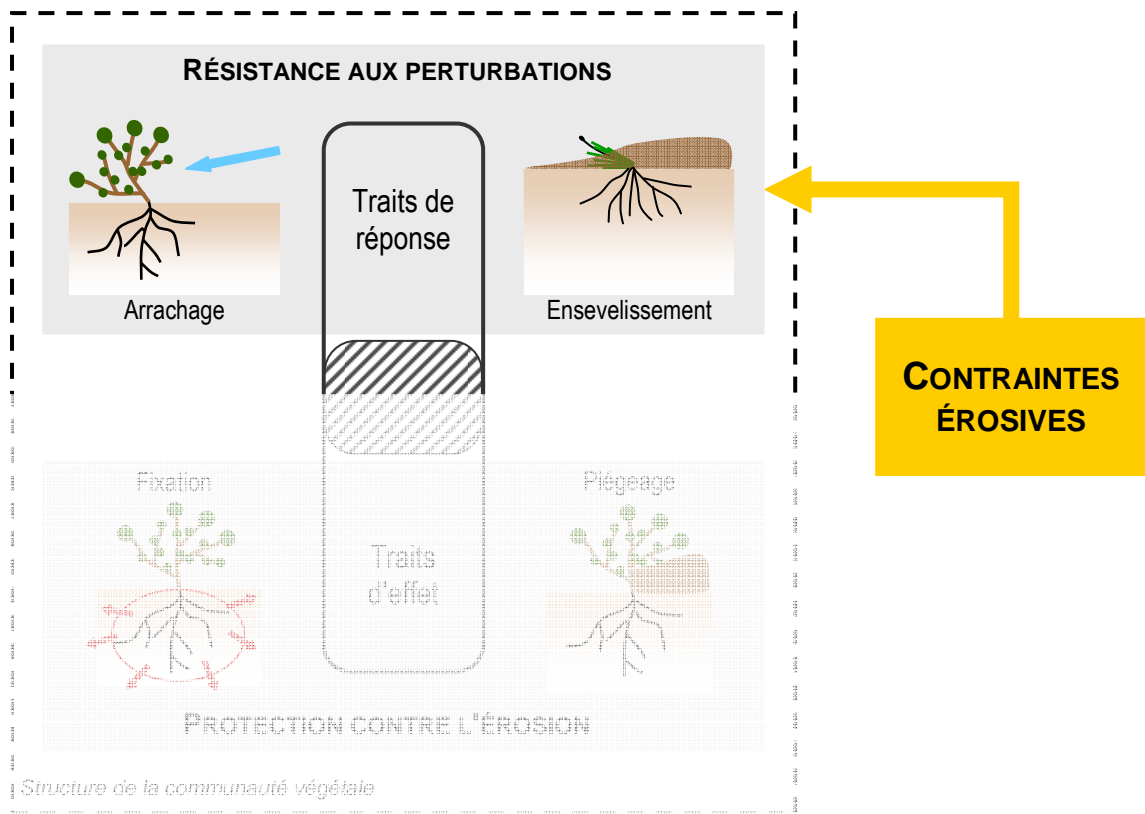 RÉSISTANCE AUX PERTURBATIONS
Traits de
réponse
Arrachage
Ensevelissement
CONTRAINTES
ÉROSIVES
Fixation
Piégeage
Traits
d'effet
PROTECTION CONTRE L'ÉROSION
Structure de la communauté végétale